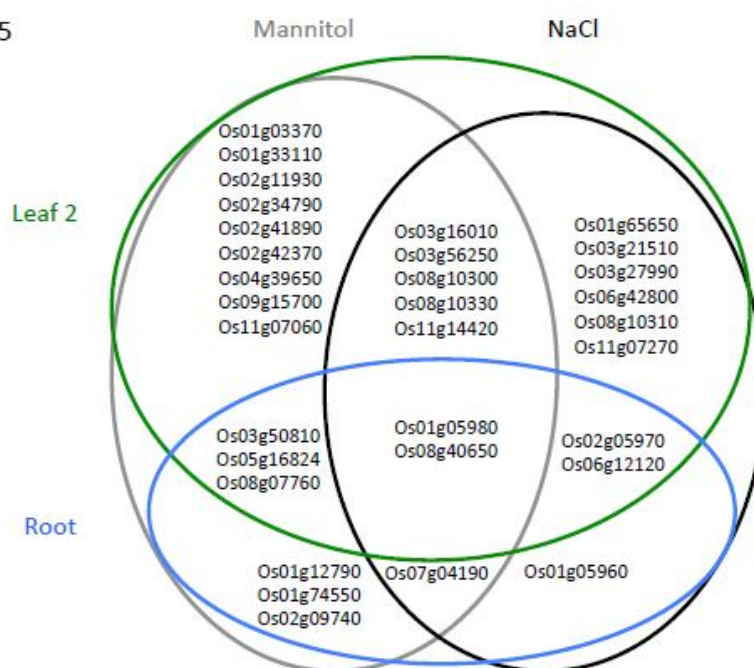 5
Mannitol
NaCl
Leaf 2
Os01g03370
Os01g33110
Os02g11930
Os02g34790
Os02g41890
Os02g42370
Os04g39650
Os09g15700
Os11g07060
Os03g16010
Os03g56250
Os08g10300
Os08g10330
Os11g14420
Os01g65650
Os03g21510
Os03g27990
Os06g42800
Os08g10310
Os11g07270
Root
Os03g50810
Os05g16824
Os08g07760
Os01g05980
Os08g40650
Os02g05970
Os06g12120
Os01g12790
Os01g74550
Os02g09740
Os07g04190
Os01g05960